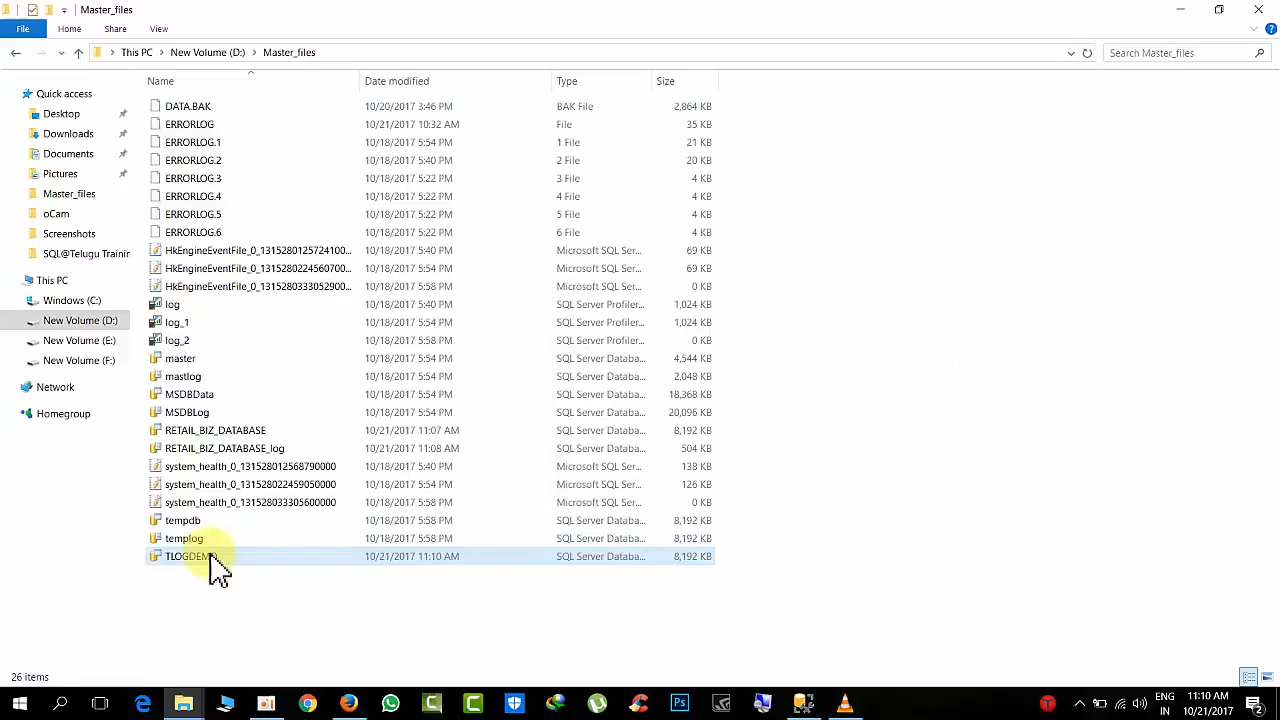 Master_files
File Home Share View
This PC New Volume (D:) Master_files Search Master_files
Name Date modified Type Size
Quick access
Desktop
Downloads
Documents
Pictures
Master_files
oCam
Screenshots
SQL@Telugu Trainin
This PC
Windows (C:)
New Volume (D:)
New Volume (E:)
New Volume (F:)
Network
Homegroup
DATA.BAK 10/20/2017 3:46 PM BAK File 2,864 KB
ERRORLOG 10/21/2017 10:32 AM File 35 KB
ERRORLOG.1 10/18/2017 5:54 PM 1 File 21 KB
ERRORLOG.2 10/18/2017 5:40 PM 2 File 20 KB
ERRORLOG.3 10/18/2017 5:22 PM 3 File 4 KB
ERRORLOG.4 10/18/2017 5:22 PM 4 File 4 KB
ERRORLOG.5 10/18/2017 5:22 PM 5 File 4 KB
ERRORLOG.6 10/18/2017 5:22 PM 6 File 4 KB
HkEngineEventFile_0_1315280125724100... 10/18/2017 5:40 PM Microsoft SQL Ser... 69 KB
HkEngineEventFile_0_1315280224560700... 10/18/2017 5:54 PM Microsoft SQL Ser... 69 KB
HkEngineEventFile_0_1315280333052900... 10/18/2017 5:58 PM Microsoft SQL Ser... 0 KB
log 10/18/2017 5:40 PM SQL Server Profiler... 1,024 KB
log_1 10/18/2017 5:54 PM SQL Server Profiler... 1,024 KB
log_2 10/18/2017 5:58 PM SQL Server Profiler... 0 KB
master 10/18/2017 5:54 PM SQL Server Databa... 4,544 KB
mastlog 10/18/2017 5:54 PM SQL Server Databa... 2,048 KB
MSDBData 10/18/2017 5:54 PM SQL Server Databa... 18,368 KB
MSDBLog 10/18/2017 5:54 PM SQL Server Databa... 20,096 KB
RETAIL_BIZ_DATABASE 10/21/2017 11:07 AM SQL Server Databa... 8,192 KB
RETAIL_BIZ_DATABASE_log 10/21/2017 11:08 AM SQL Server Databa... 504 KB
system_health_0_131528012568790000 10/18/2017 5:40 PM Microsoft SQL Ser... 138 KB
system_health_0_131528022459050000 10/18/2017 5:54 PM Microsoft SQL Ser... 126 KB
system_health_0_131528033305600000 10/18/2017 5:58 PM Microsoft SQL Ser... 0 KB
tempdb 10/18/2017 5:58 PM SQL Server Databa... 8,192 KB
templog 10/18/2017 5:58 PM SQL Server Databa... 8,192 KB
TLOGDEMO 10/21/2017 11:10 AM SQL Server Databa... 8,192 KB
26 items
ENG 11:10 AM
IN 10/21/2017